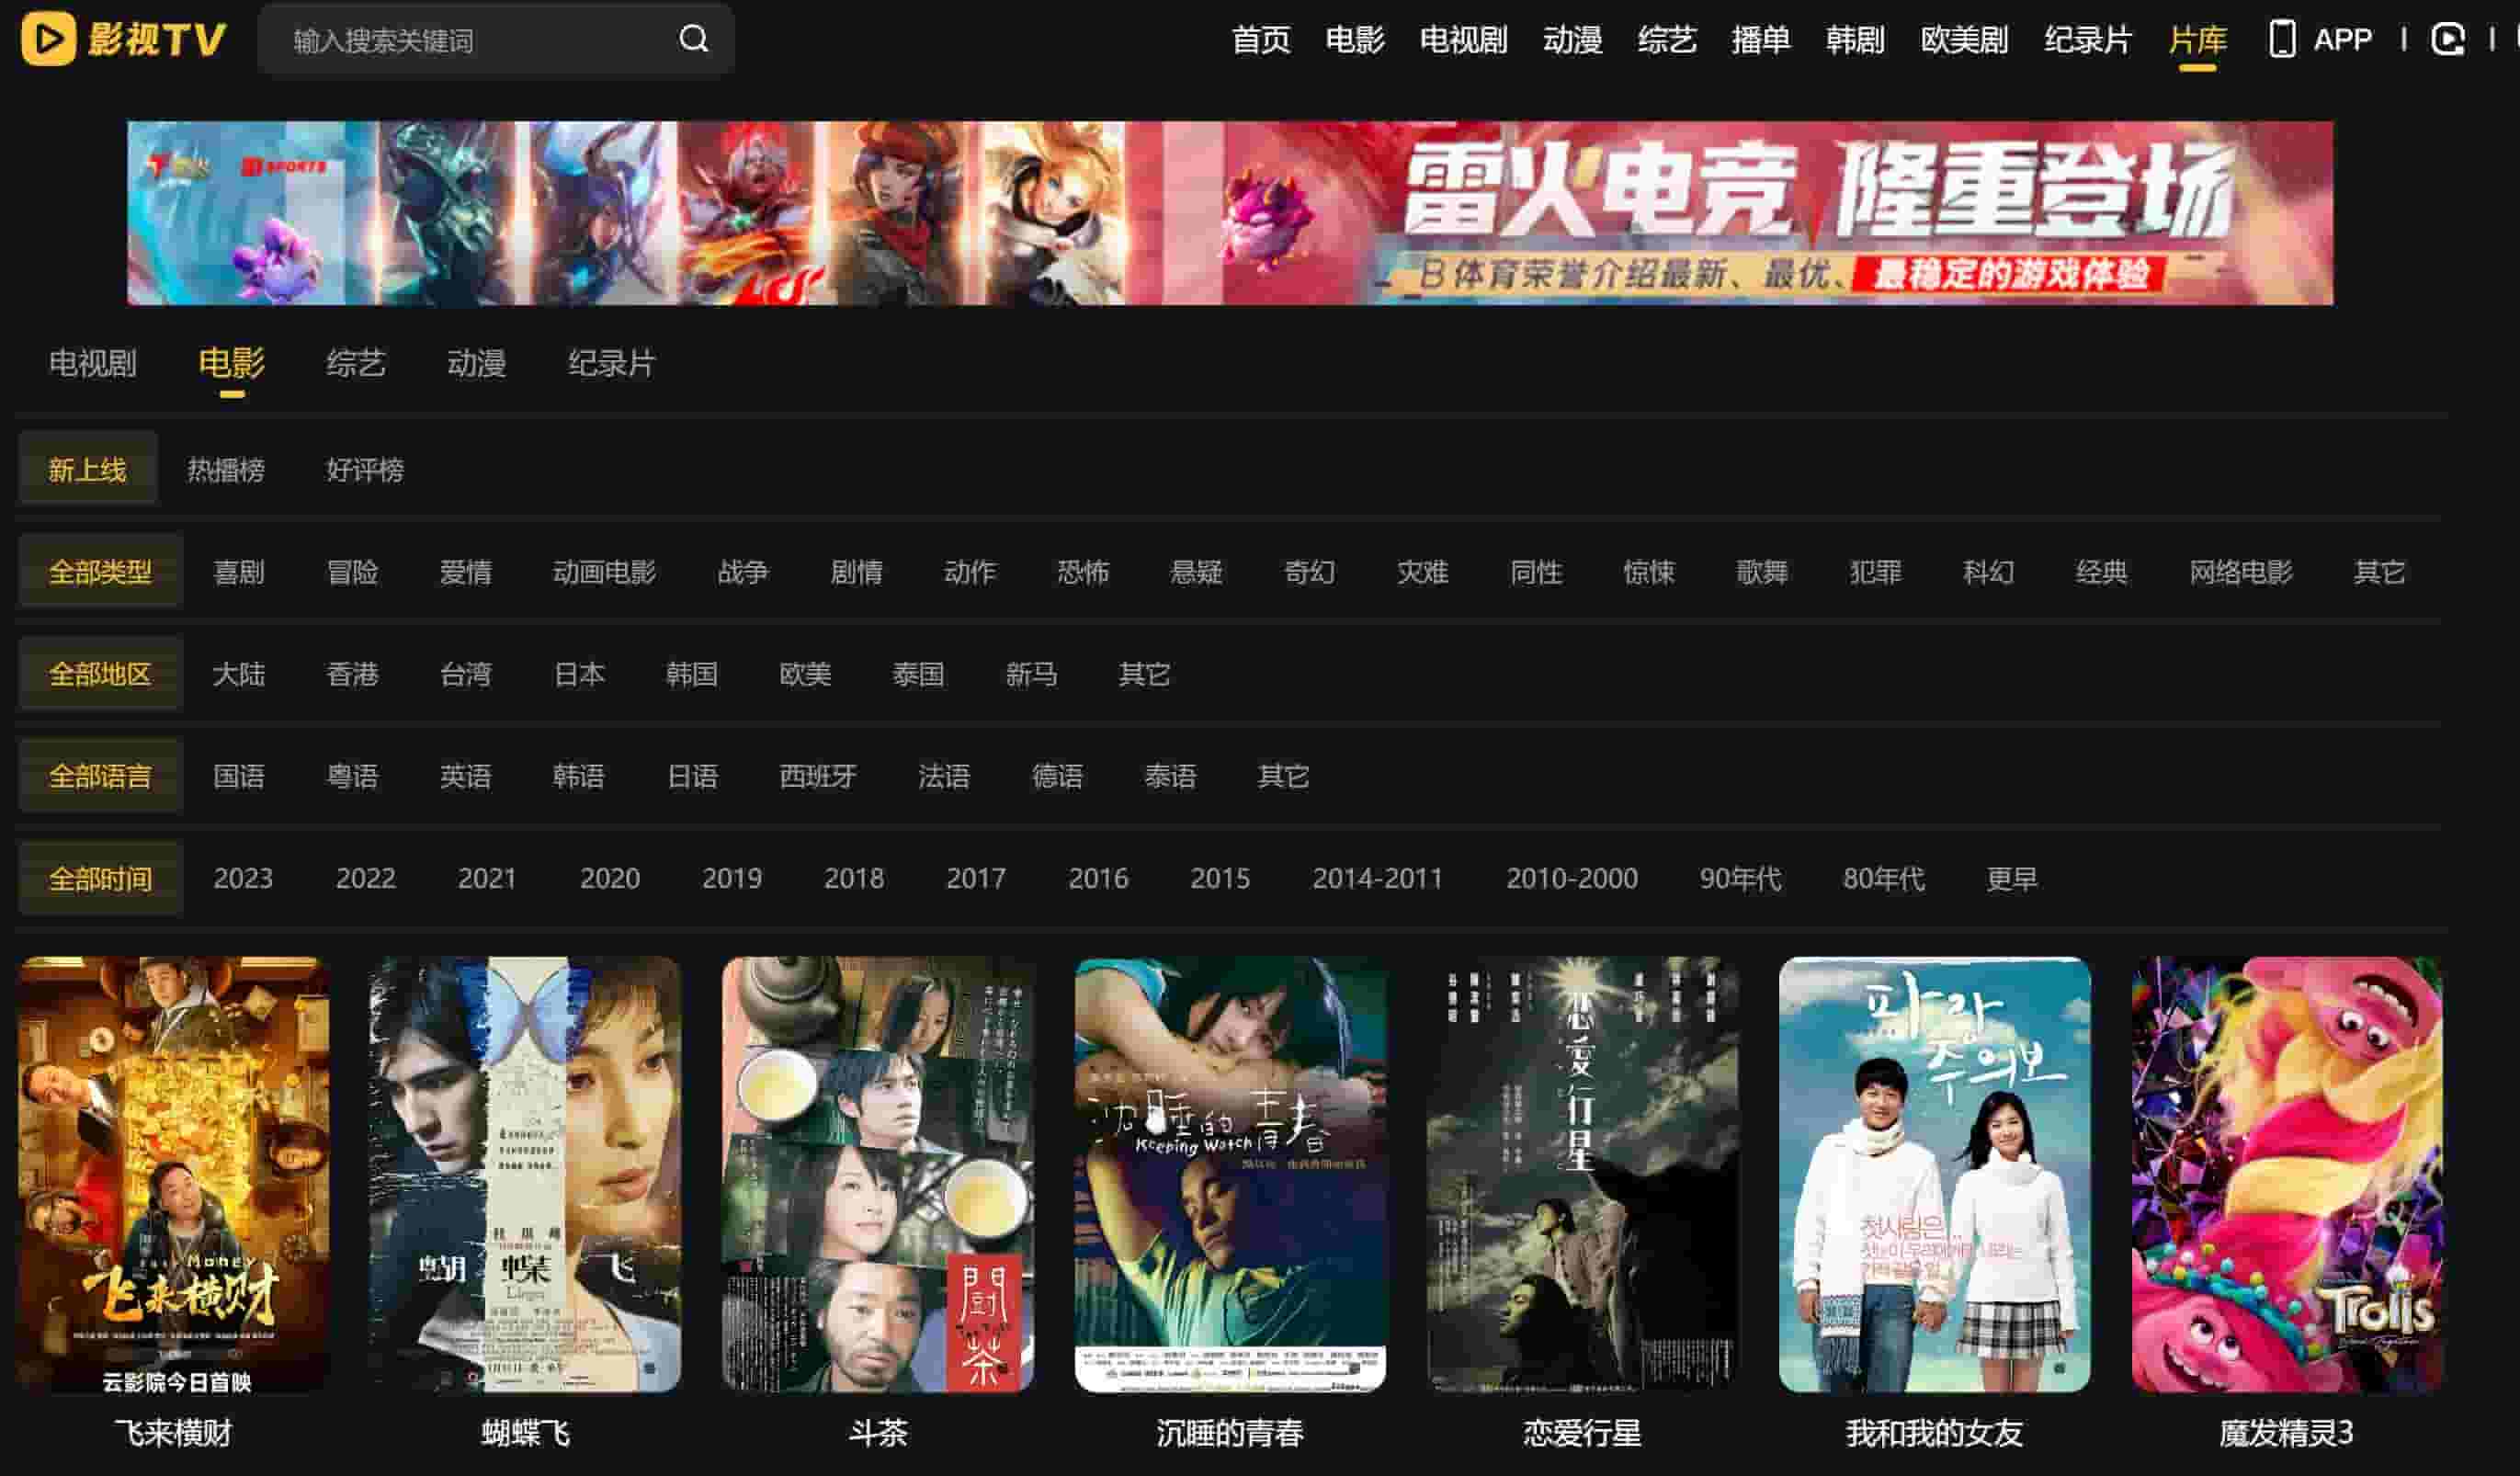 影视TV 输入搜索关键词 首页 电影 电视剧 动漫 综艺 播单 韩剧 欧美剧 纪录片 片库 APP
SPORTS
雷火电竞 隆重登场
B体育荣誉介绍最新、最优、最稳定的游戏体验
电视剧 电影 综艺 动漫 纪录片
新上线 热播榜 好评榜
全部类型 喜剧 冒险 爱情 动画电影 战争 剧情 动作 恐怖 悬疑 奇幻 灾难 同性 惊悚 歌舞 犯罪 科幻 经典 网络电影 其它
全部地区 大陆 香港 台湾 日本 韩国 欧美 泰国 新马 其它
全部语言 国语 粤语 英语 韩语 日语 西班牙 法语 德语 泰语 其它
全部时间 2023 2022 2021 2020 2019 2018 2017 2016 2015 2014-2011 2010-2000 90年代 80年代 更早
Money
飞来横财
云影院今日首映
蝴 蝶 飞
Linger
闘茶
沈睡的青春
Keeping Watch
恋爱行星
파랑
주의보
첫사랑은...
Trolls
飞来横财 蝴蝶飞 斗茶 沉睡的青春 恋爱行星 我和我的女友 魔发精灵3